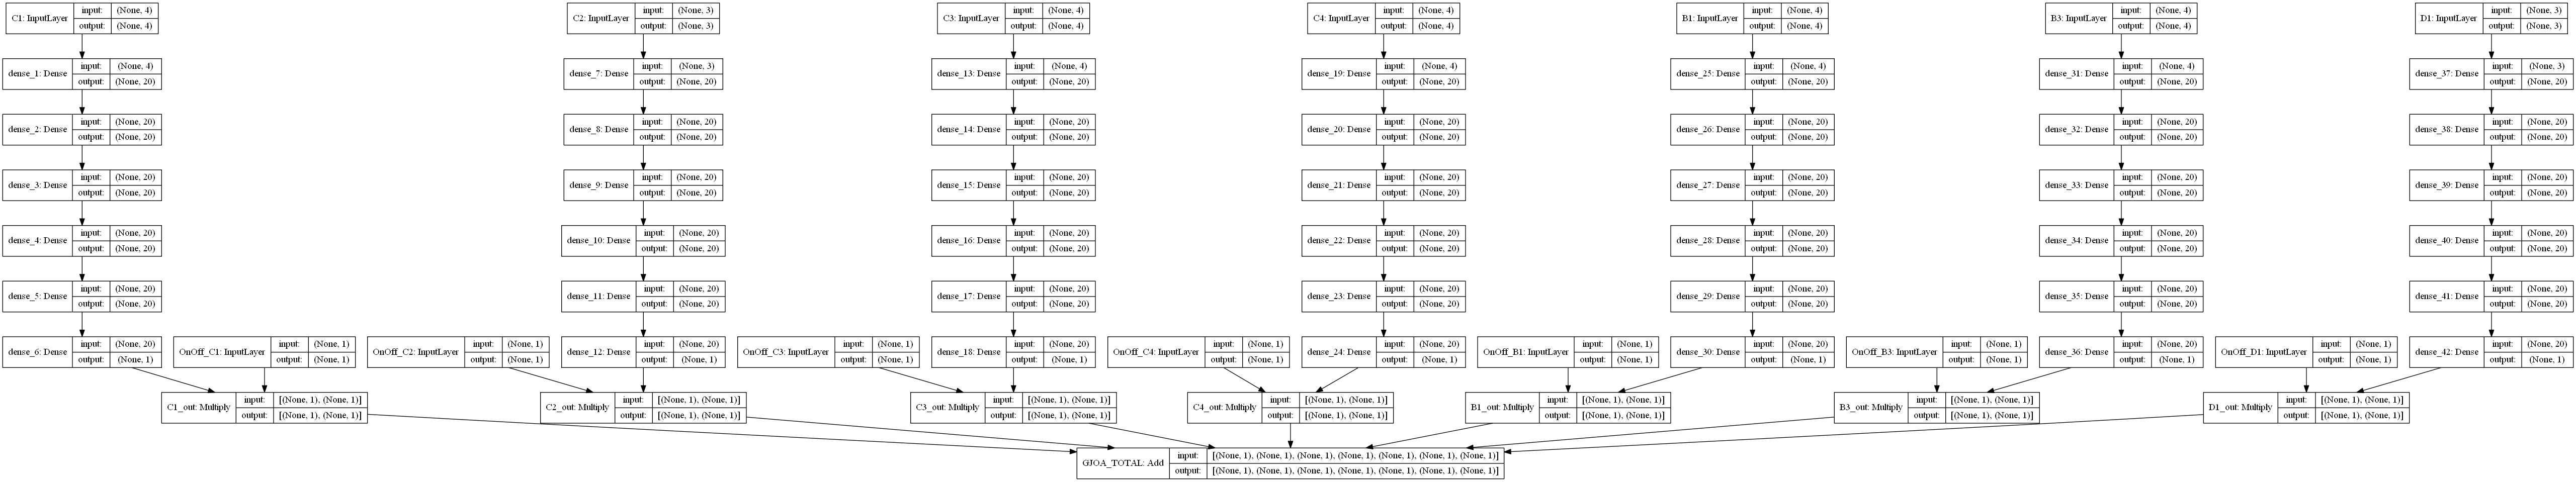 C1: InputLayer input: (None, 4)
output: (None, 4)
C2: InputLayer input: (None, 3)
output: (None, 3)
C3: InputLayer input: (None, 4)
output: (None, 4)
C4: InputLayer input: (None, 4)
output: (None, 4)
B1: InputLayer input: (None, 4)
output: (None, 4)
B3: InputLayer input: (None, 4)
output: (None, 4)
D1: InputLayer input: (None, 3)
output: (None, 3)
dense_1: Dense input: (None, 4)
output: (None, 20)
dense_7: Dense input: (None, 3)
output: (None, 20)
dense_13: Dense input: (None, 4)
output: (None, 20)
dense_19: Dense input: (None, 4)
output: (None, 20)
dense_25: Dense input: (None, 4)
output: (None, 20)
dense_31: Dense input: (None, 4)
output: (None, 20)
dense_37: Dense input: (None, 3)
output: (None, 20)
dense_2: Dense input: (None, 20)
output: (None, 20)
dense_8: Dense input: (None, 20)
output: (None, 20)
dense_14: Dense input: (None, 20)
output: (None, 20)
dense_20: Dense input: (None, 20)
output: (None, 20)
dense_26: Dense input: (None, 20)
output: (None, 20)
dense_32: Dense input: (None, 20)
output: (None, 20)
dense_38: Dense input: (None, 20)
output: (None, 20)
dense_3: Dense input: (None, 20)
output: (None, 20)
dense_9: Dense input: (None, 20)
output: (None, 20)
dense_15: Dense input: (None, 20)
output: (None, 20)
dense_21: Dense input: (None, 20)
output: (None, 20)
dense_27: Dense input: (None, 20)
output: (None, 20)
dense_33: Dense input: (None, 20)
output: (None, 20)
dense_39: Dense input: (None, 20)
output: (None, 20)
dense_4: Dense input: (None, 20)
output: (None, 20)
dense_10: Dense input: (None, 20)
output: (None, 20)
dense_16: Dense input: (None, 20)
output: (None, 20)
dense_22: Dense input: (None, 20)
output: (None, 20)
dense_28: Dense input: (None, 20)
output: (None, 20)
dense_34: Dense input: (None, 20)
output: (None, 20)
dense_40: Dense input: (None, 20)
output: (None, 20)
dense_5: Dense input: (None, 20)
output: (None, 20)
dense_11: Dense input: (None, 20)
output: (None, 20)
dense_17: Dense input: (None, 20)
output: (None, 20)
dense_23: Dense input: (None, 20)
output: (None, 20)
dense_29: Dense input: (None, 20)
output: (None, 20)
dense_35: Dense input: (None, 20)
output: (None, 20)
dense_41: Dense input: (None, 20)
output: (None, 20)
dense_6: Dense input: (None, 20)
output: (None, 1)
OnOff_C1: InputLayer input: (None, 1)
output: (None, 1)
OnOff_C2: InputLayer input: (None, 1)
output: (None, 1)
dense_12: Dense input: (None, 20)
output: (None, 1)
OnOff_C3: InputLayer input: (None, 1)
output: (None, 1)
dense_18: Dense input: (None, 20)
output: (None, 1)
OnOff_C4: InputLayer input: (None, 1)
output: (None, 1)
dense_24: Dense input: (None, 20)
output: (None, 1)
OnOff_B1: InputLayer input: (None, 1)
output: (None, 1)
dense_30: Dense input: (None, 20)
output: (None, 1)
OnOff_B3: InputLayer input: (None, 1)
output: (None, 1)
dense_36: Dense input: (None, 20)
output: (None, 1)
OnOff_D1: InputLayer input: (None, 1)
output: (None, 1)
dense_42: Dense input: (None, 20)
output: (None, 1)
C1_out: Multiply input: [(None, 1), (None, 1)]
output: [(None, 1), (None, 1)]
C2_out: Multiply input: [(None, 1), (None, 1)]
output: [(None, 1), (None, 1)]
C3_out: Multiply input: [(None, 1), (None, 1)]
output: [(None, 1), (None, 1)]
C4_out: Multiply input: [(None, 1), (None, 1)]
output: [(None, 1), (None, 1)]
B1_out: Multiply input: [(None, 1), (None, 1)]
output: [(None, 1), (None, 1)]
B3_out: Multiply input: [(None, 1), (None, 1)]
output: [(None, 1), (None, 1)]
D1_out: Multiply input: [(None, 1), (None, 1)]
output: [(None, 1), (None, 1)]
GJOA_TOTAL: Add input: [(None, 1), (None, 1), (None, 1), (None, 1), (None, 1), (None, 1), (None, 1)]
output: [(None, 1), (None, 1), (None, 1), (None, 1), (None, 1), (None, 1), (None, 1)]